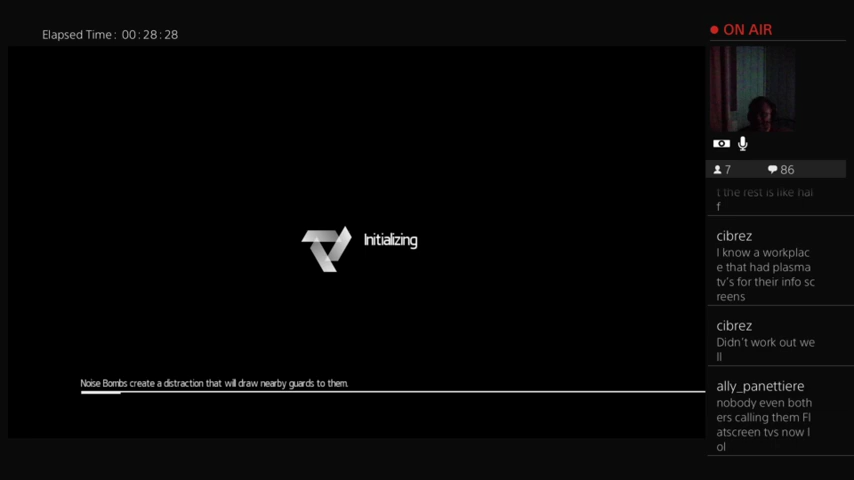 Elapsed Time: 00:28:28
ON AIR
7
86
t the rest is like hal
f
cibrez
I know a workplac
e that had plasma
tv's for their info sc
reens
cibrez
Didn't work out we
ll
ally_panettiere
nobody even both
ers calling them Fl
atscreen tvs now l
ol
Initializing
Noise Bombs create a distraction that will draw nearby guards to them.